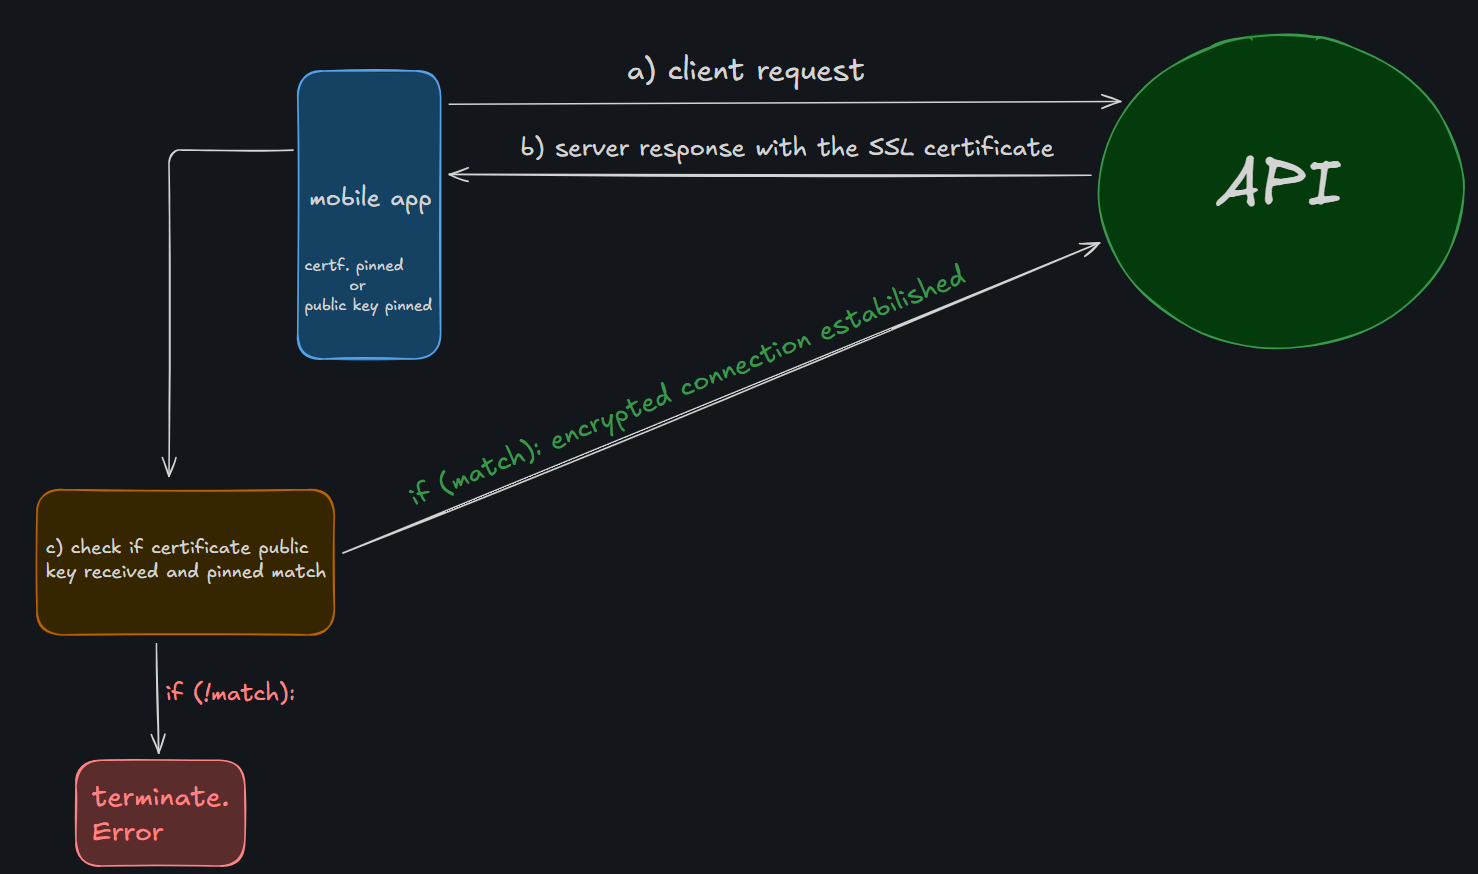 a) client request
b) server response with the SSL certificate
API
mobile app
certf. pinned
or
public key pinned
if (match): encrypted connection estabilished
c) check if certificate public
key received and pinned match
if (!match):
terminate.
Error